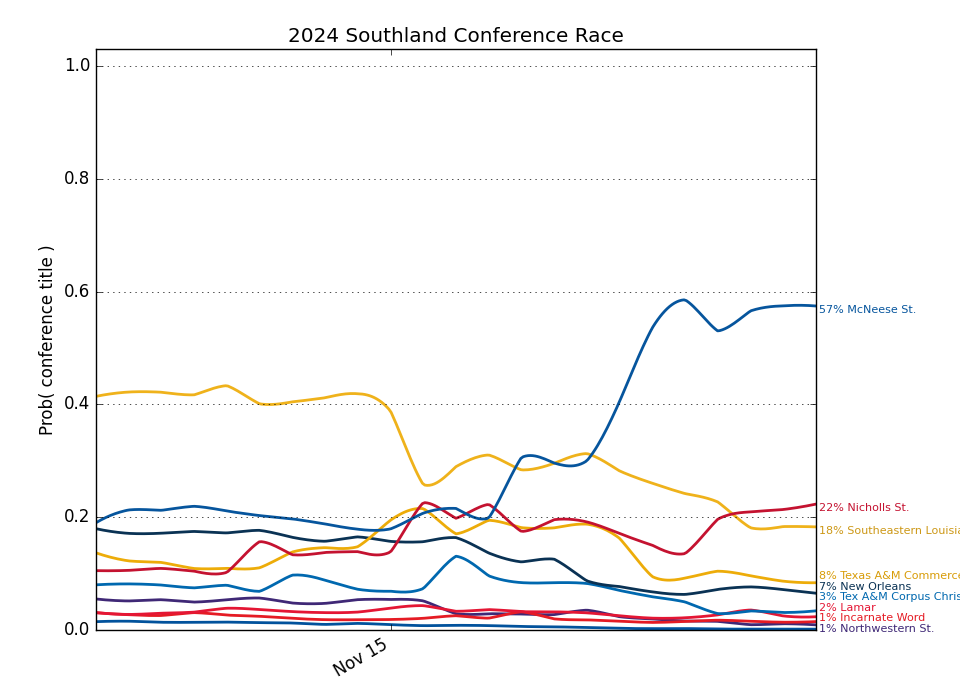 2024 Southland Conference Race
Prob( conference title )
1.0
0.8
0.6
0.4
0.2
0.0
Nov 15
57% McNeese St.
22% Nicholls St.
18% Southeastern Louisia
8% Texas A&M Commerce
7% New Orleans
3% Tex A&M Corpus Chris
2% Lamar
1% Incarnate Word
1% Northwestern St.